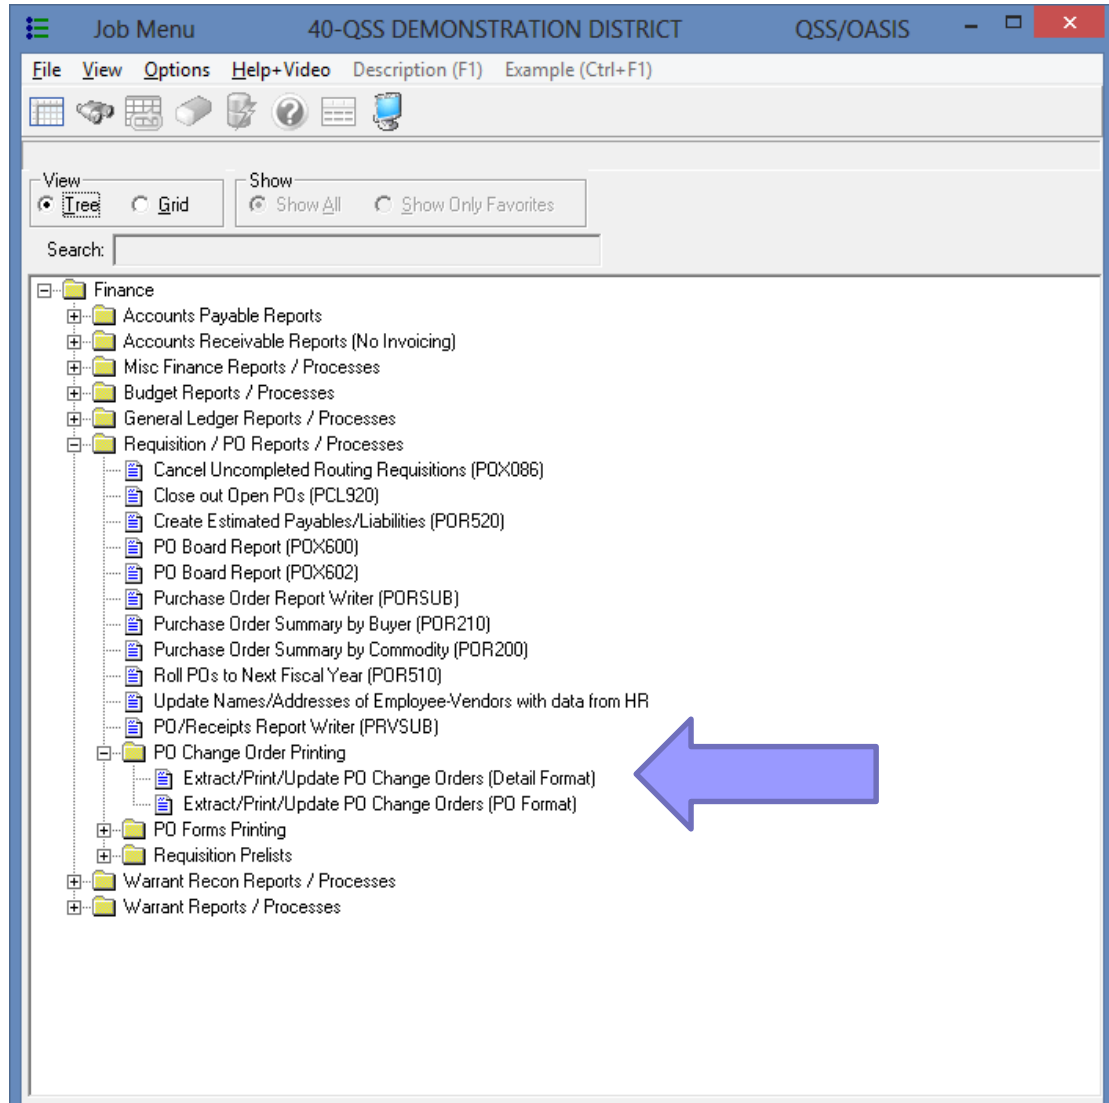 Job Menu 40-QSS DEMONSTRATION DISTRICT QSS/OASIS
File View Options Help+Video Description (F1) Example (Ctrl+F1)
View Show
Tree Grid Show All Show Only Favorites
Search:
Finance
Accounts Payable Reports
Accounts Receivable Reports (No Invoicing)
Misc Finance Reports / Processes
Budget Reports / Processes
General Ledger Reports / Processes
Requisition / PO Reports / Processes
Cancel Uncompleted Routing Requisitions (POX086)
Close out Open POs (PCL920)
Create Estimated Payables/Liabilities (POR520)
PO Board Report (POX600)
PO Board Report (POX602)
Purchase Order Report Writer (PORSUB)
Purchase Order Summary by Buyer (POR210)
Purchase Order Summary by Commodity (POR200)
Roll POs to Next Fiscal Year (POR510)
Update Names/Addresses of Employee-Vendors with data from HR
PO/Receipts Report Writer (PRVSUB)
PO Change Order Printing
Extract/Print/Update PO Change Orders (Detail Format)
Extract/Print/Update PO Change Orders (PO Format)
PO Forms Printing
Requisition Prelists
Warrant Recon Reports / Processes
Warrant Reports / Processes